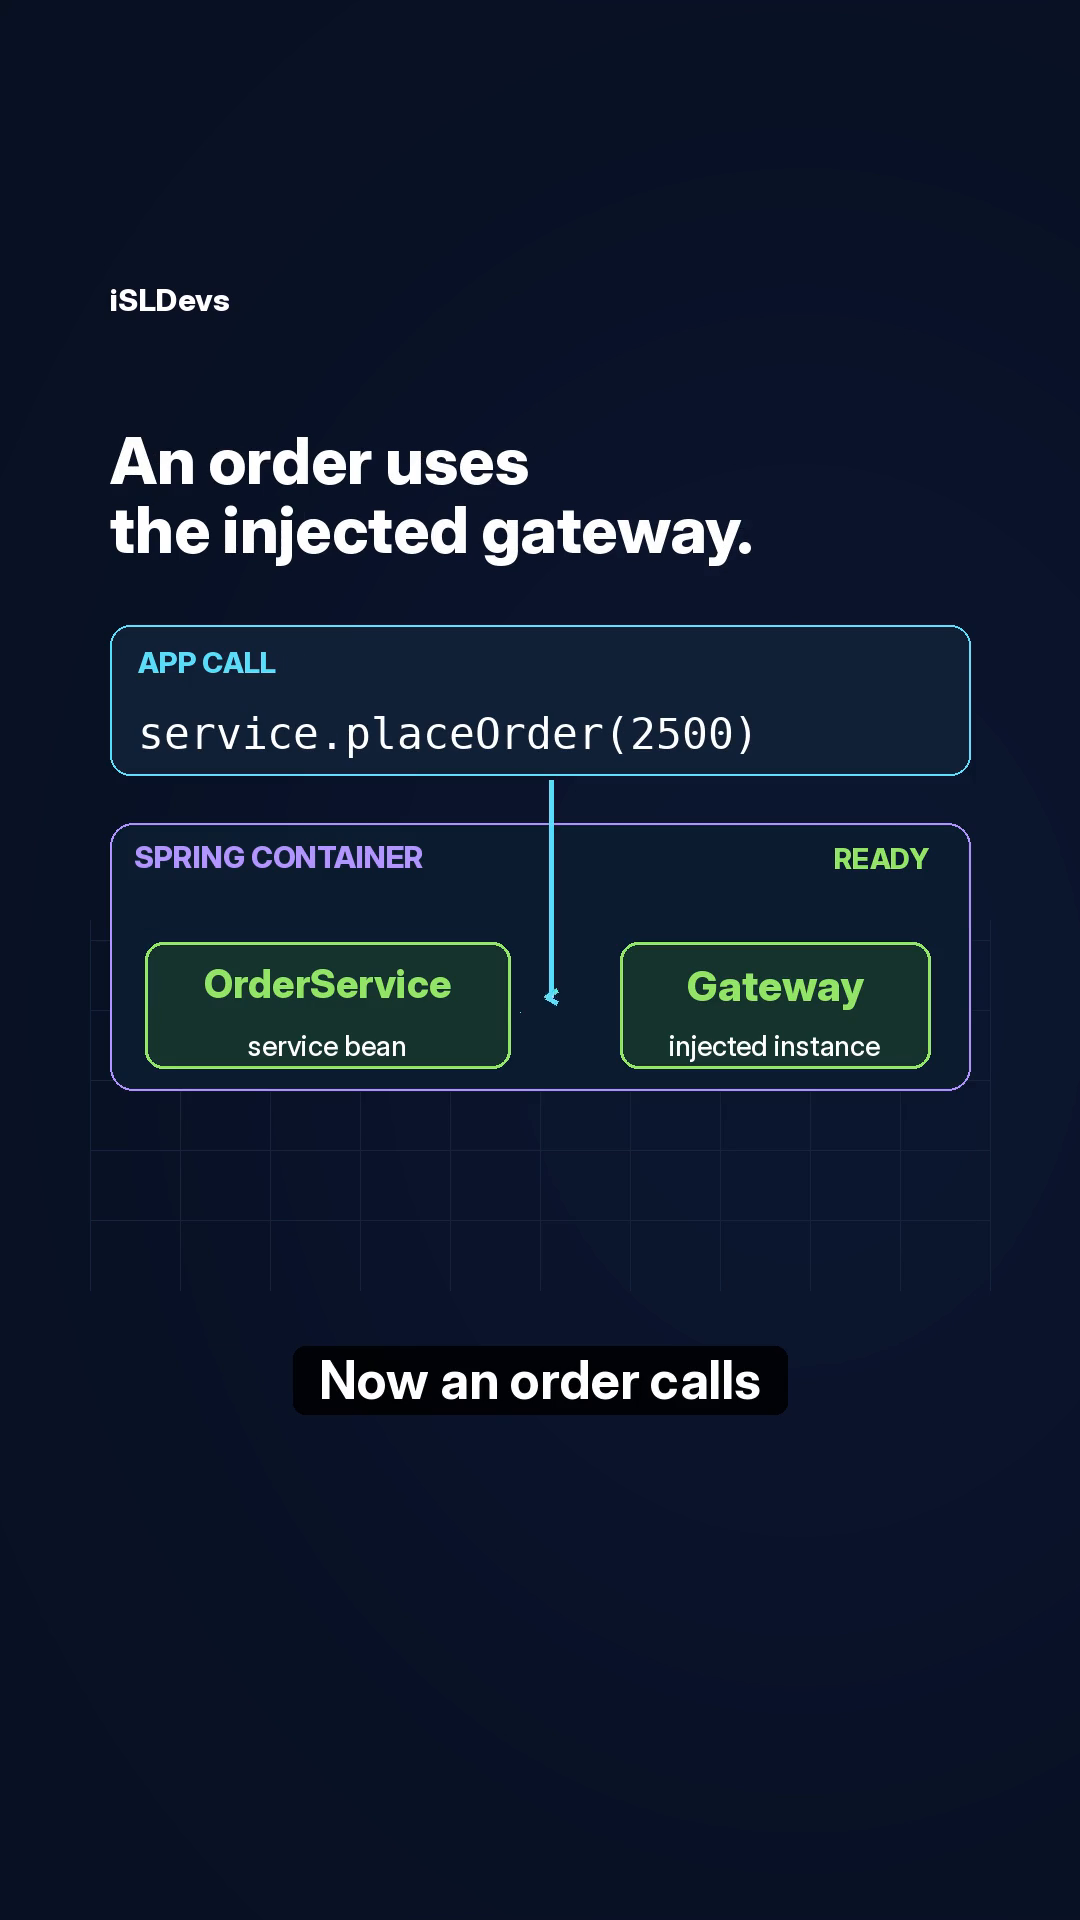 iSLDevs
An order uses
the injected gateway.
APP CALL
service.placeOrder(2500)
SPRING CONTAINER
READY
OrderService
service bean
Gateway
injected instance
Now an order calls